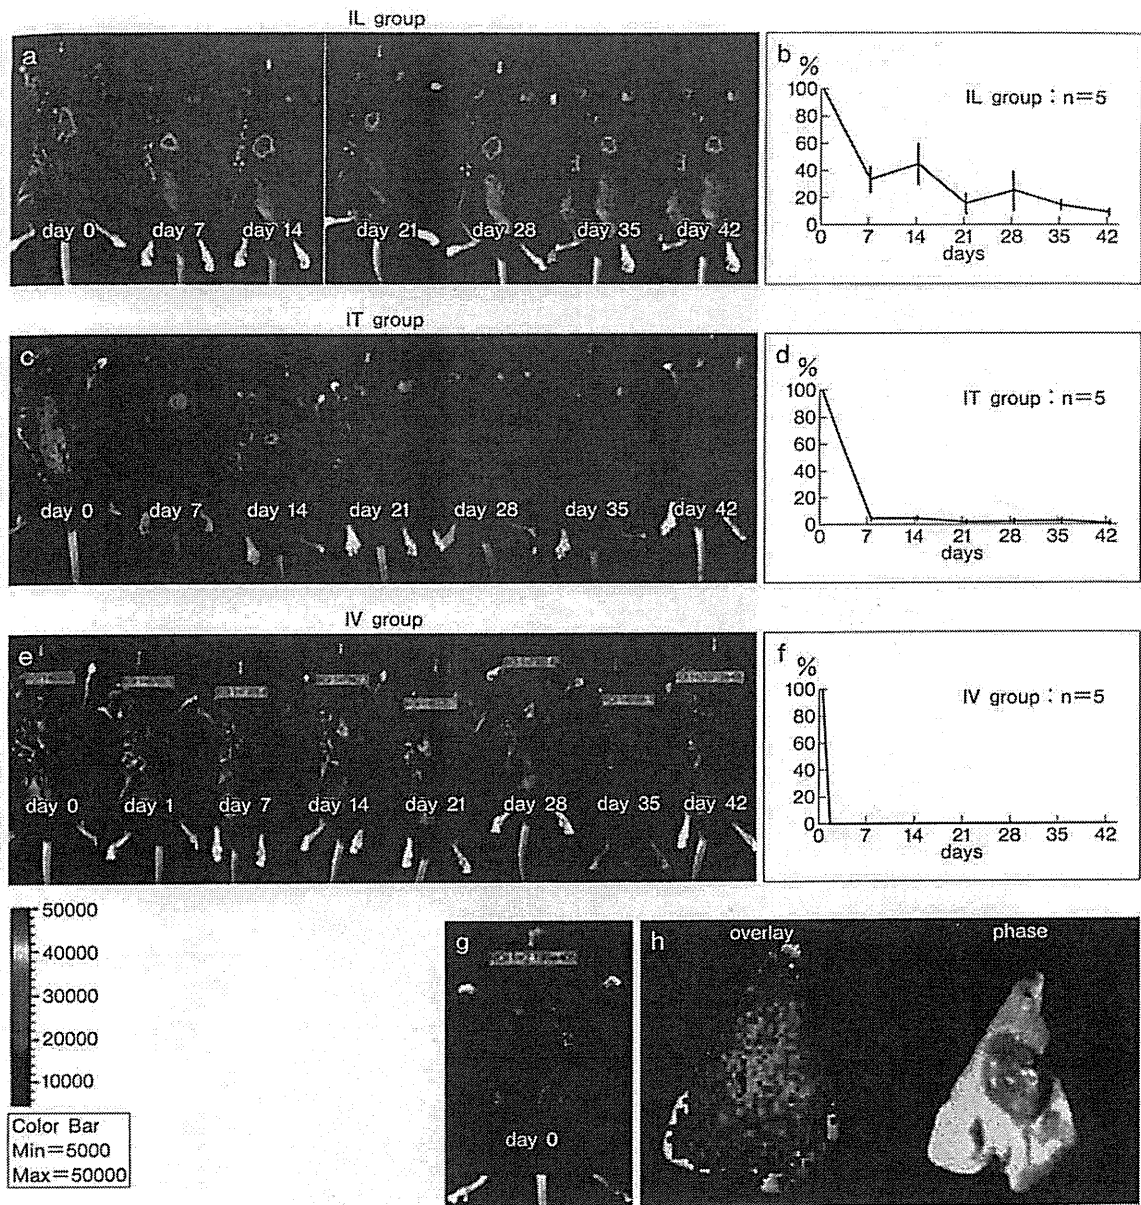 IL group
a
day 0 day 7 day 14 day 21 day 28 day 35 day 42
b
%
IL group : n=5
100
80
60
40
20
0
0 7 14 21 28 35 42
days
IT group
c
day 0 day 7 day 14 day 21 day 28 day 35 day 42
d
%
IT group : n=5
100
80
60
40
20
0
0 7 14 21 28 35 42
days
IV group
e
day 0 day 1 day 7 day 14 day 21 day 28 day 35 day 42
f
%
IV group : n=5
100
80
60
40
20
0
0 7 14 21 28 35 42
days
50000
40000
30000
20000
10000
Color Bar
Min=5000
Max=50000
g
day 0
h
overlay phase